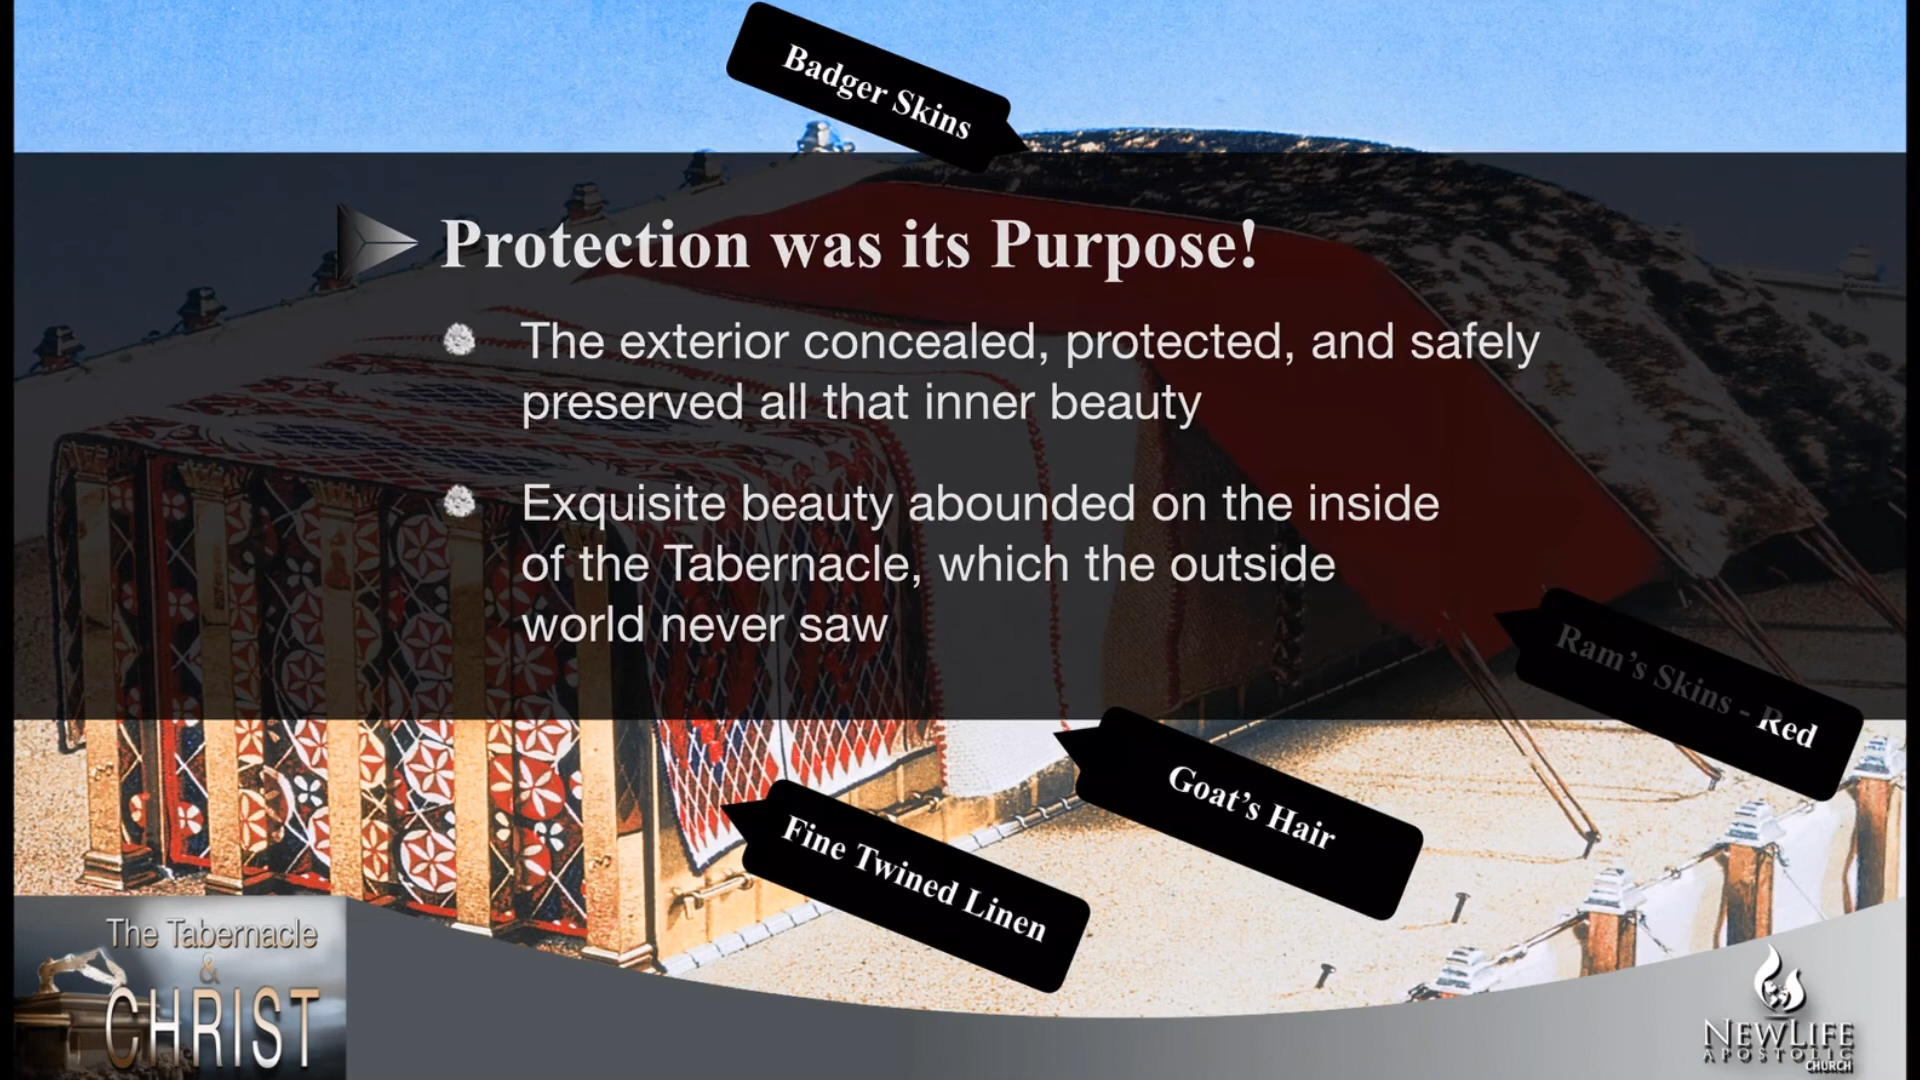 Badger Skins
Protection was its Purpose!
The exterior concealed, protected, and safely
preserved all that inner beauty
Exquisite beauty abounded on the inside
of the Tabernacle, which the outside
world never saw
Ram's Skins - Red
Goat's Hair
Fine Twined Linen
The Tabernacle
&
CHRIST
NEWLIFE
APOSTOLIC
CHURCH